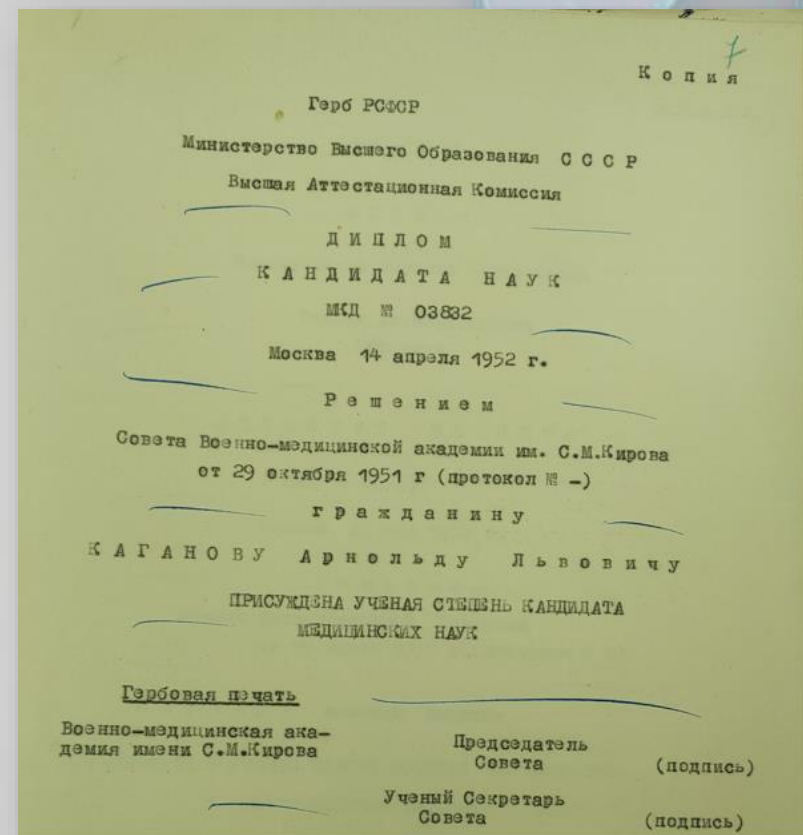 7
Копия
Герб РСФСР
Министерство Высшего Образования СССР
Высшая Аттестационная Комиссия
ДИПЛОМ
КАНДИДАТА НАУК
МКД № 03832
Москва 14 апреля 1952 г.
Решением
Совета Военно-медицинской академии им. С.М.Кирова
от 29 октября 1951 г (протокол № -)
гражданину
КАГАНОВУ Арнольду Львовичу
ПРИСУЖДЕНА УЧЕНАЯ СТЕПЕНЬ КАНДИДАТА
МЕДИЦИНСКИХ НАУК
Гербовая печать
Военно-медицинская ака-
демия имени С.М.Кирова
Председатель
Совета (подпись)
Ученый Секретарь
Совета (подпись)